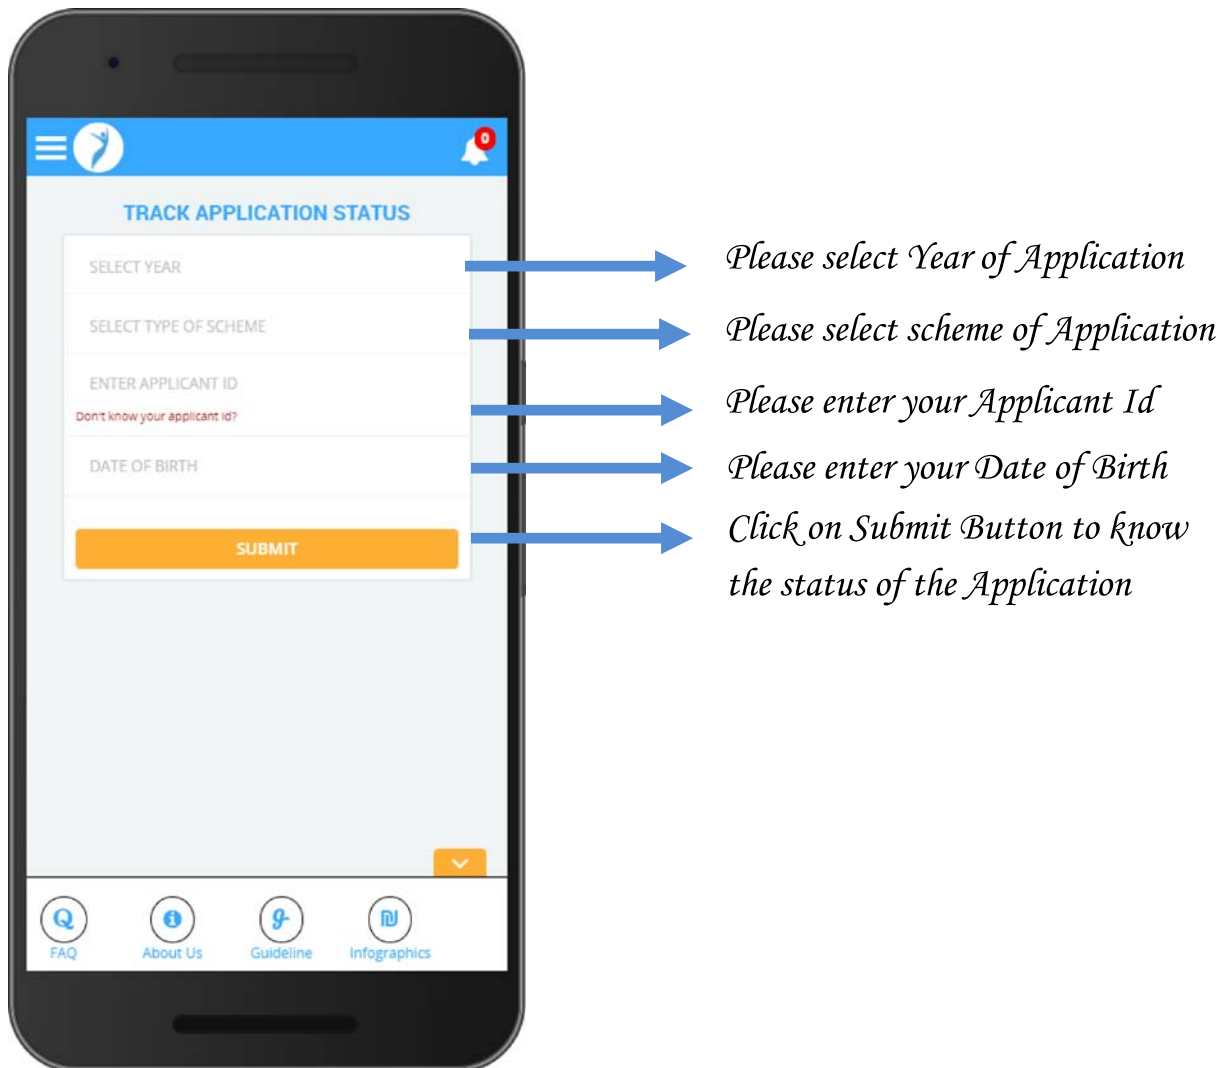 0
TRACK APPLICATION STATUS
SELECT YEAR
Please select Year of Application
SELECT TYPE OF SCHEME
Please select scheme of Application
ENTER APPLICANT ID
Don't know your applicant id?
Please enter your Applicant Id
DATE OF BIRTH
Please enter your Date of Birth
SUBMIT
Click on Submit Button to know
the status of the Application
FAQ
About Us
Guideline
Infographics